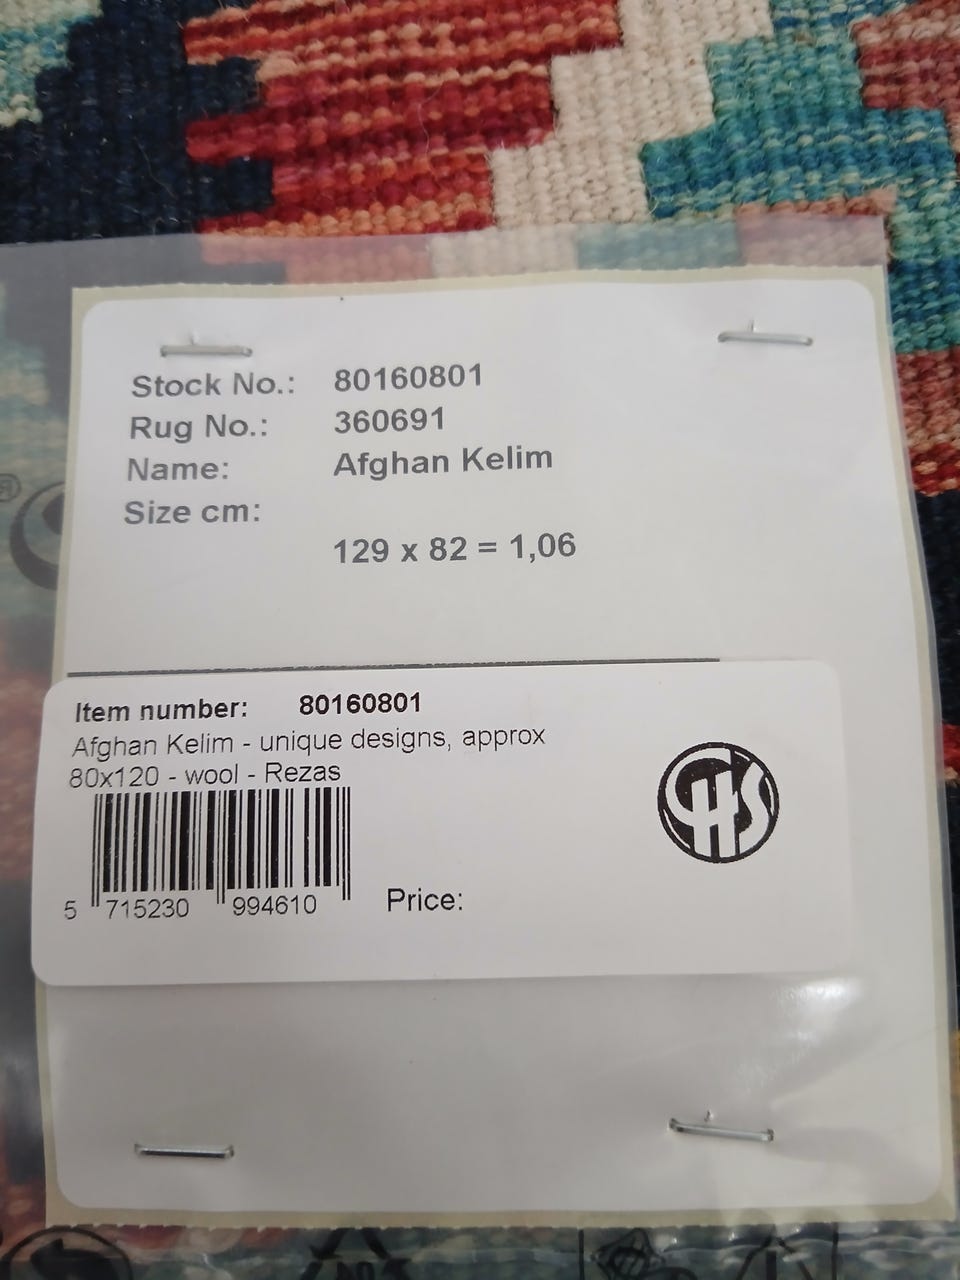 Stock No.: 80160801
Rug No.: 360691
Name: Afghan Kelim
Size cm:
129 x 82 = 1,06
Item number: 80160801
Afghan Kelim - unique designs, approx
80x120 - wool - Rezas
CHS
5 715230 994610
Price: